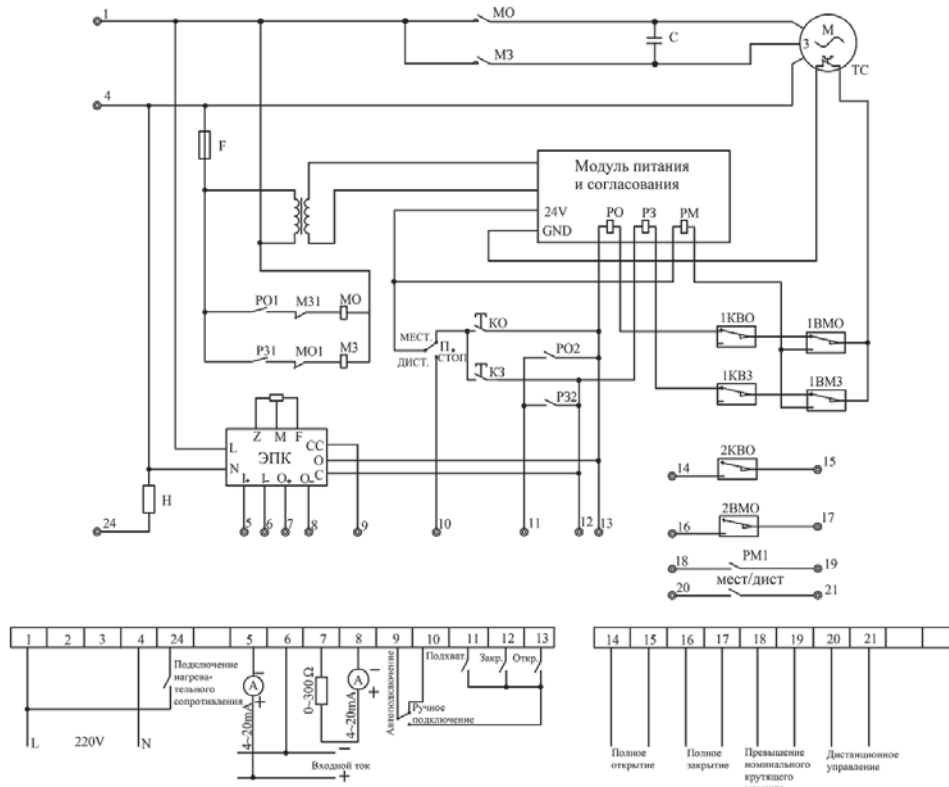 1
МО
М
3
С
МЗ
ТС
4
F
Модуль питания
и согласования
24V
РО
РЗ
РМ
GND
РО1
МЗ1
МО
КО
1КВО
1ВМО
МЕСТ.
П
СТОП
ДИСТ.
РЗ1
МО1
МЗ
КЗ
РО2
1КВЗ
1ВМЗ
РЗ2
Z
M
F
L
ЭПК
CC
O
N
C
I+
I-
O+
O-
2КВО
14
15
H
2ВМО
16
17
24
5
6
7
8
9
10
11
12
13
18
РМ1
19
мест/дист
20
21
1
2
3
4
24
5
6
7
8
9
10
11
12
13
14
15
16
17
18
19
20
21
Подключение
нагрева-
тельного
сопротивления
A
4~20mA
0~300 Ω
A
4~20mA
Автоподключение
Ручное
подключение
Подхват.
Закр.
Откр.
L
220V
N
Входной ток
Полное
открытие
Полное
закрытие
Превышение
номинального
крутящего
Дистанционное
управление